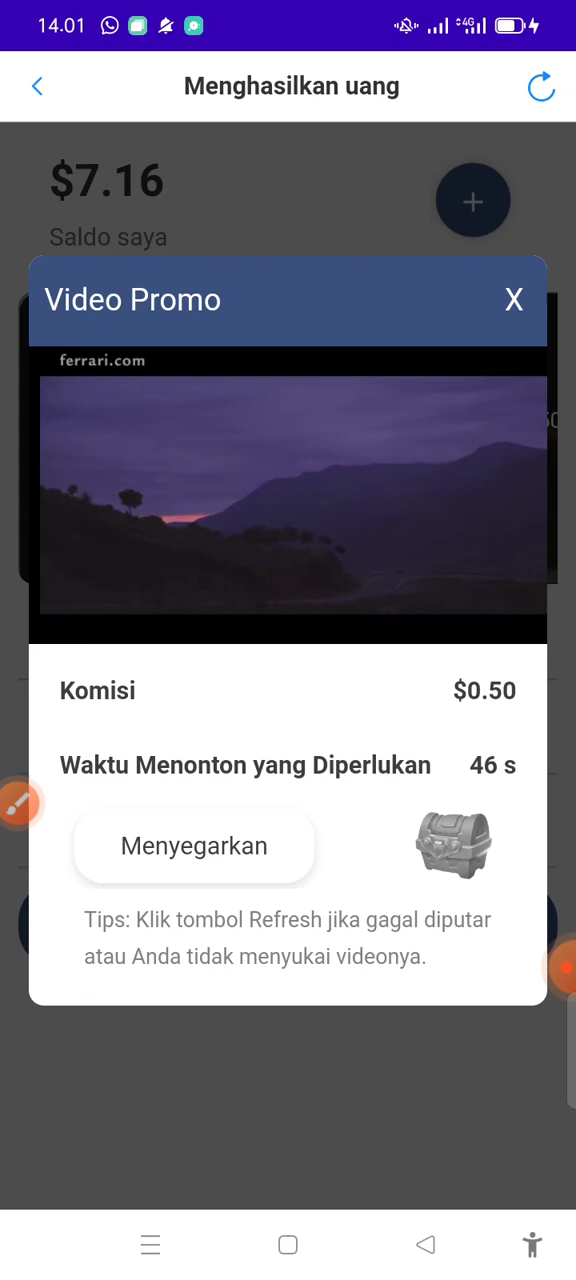 14.01
4G
Menghasilkan uang
$7.16
Saldo saya
Video Promo
X
ferrari.com
Komisi
$0.50
Waktu Menonton yang Diperlukan
46 s
Menyegarkan
Tips: Klik tombol Refresh jika gagal diputar
atau Anda tidak menyukai videonya.